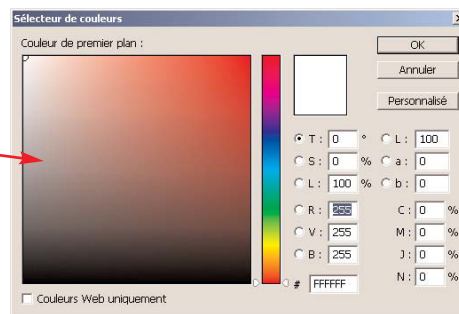 Sélecteur de couleurs
Couleur de premier plan :
OK
Annuler
Personnalisé
T : 0 ° L : 100
S : 0 % a : 0
L : 100 % b : 0
R : 255 C : 0 %
V : 255 M : 0 %
B : 255 J : 0 %
# FFFFFF N : 0 %
Couleurs Web uniquement